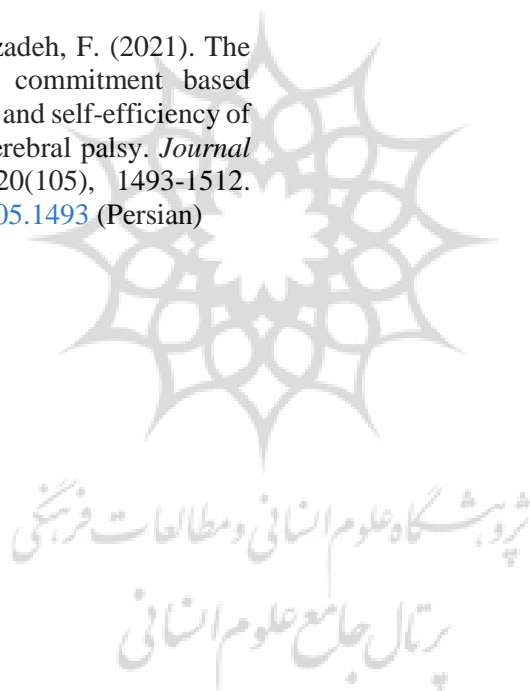 zadeh, F. (2021). The
commitment based
and self-efficiency of
erebral palsy. Journal
20(105), 1493-1512.
05.1493 (Persian)
پژوهشگاه علوم انسانی و مطالعات فرهنگی
پرتال جامع علوم انسانی